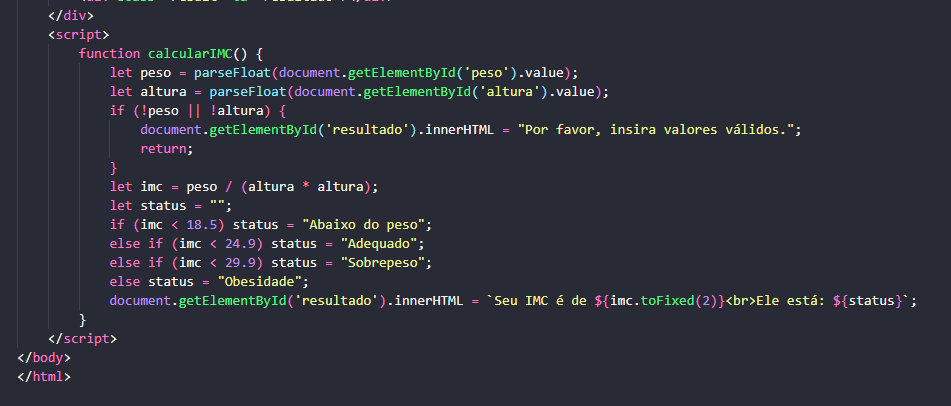 </div>
<script>
function calcularIMC() {
let peso = parseFloat(document.getElementById('peso').value);
let altura = parseFloat(document.getElementById('altura').value);
if (!peso || !altura) {
document.getElementById('resultado').innerHTML = "Por favor, insira valores válidos.";
return;
}
let imc = peso / (altura * altura);
let status = "";
if (imc < 18.5) status = "Abaixo do peso";
else if (imc < 24.9) status = "Adequado";
else if (imc < 29.9) status = "Sobrepeso";
else status = "Obesidade";
document.getElementById('resultado').innerHTML = `Seu IMC é de ${imc.toFixed(2)}<br>Ele está: ${status}`;
}
</script>
</body>
</html>